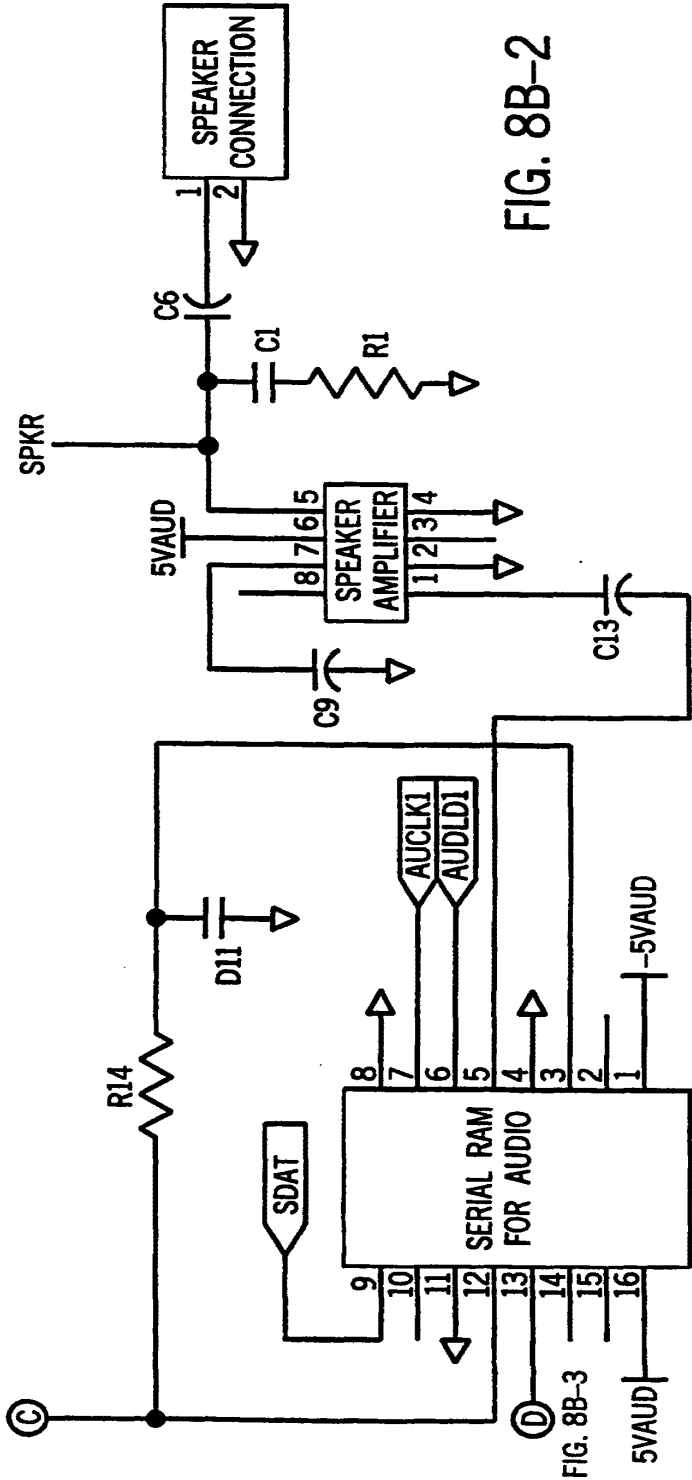 FIG. 8B-2
SPEAKER
CONNECTION
1
2
C6
C1
R1
SPKR
5VAUD
8
7
6
5
SPEAKER
AMPLIFIER
1
2
3
4
C9
C13
R14
D11
AUCLK1
AUDLD1
SDAT
SERIAL RAM
FOR AUDIO
8
7
6
5
4
3
2
1
-5VAUD
9
10
11
12
13
14
15
16
C
D
FIG. 8B-3
5VAUD